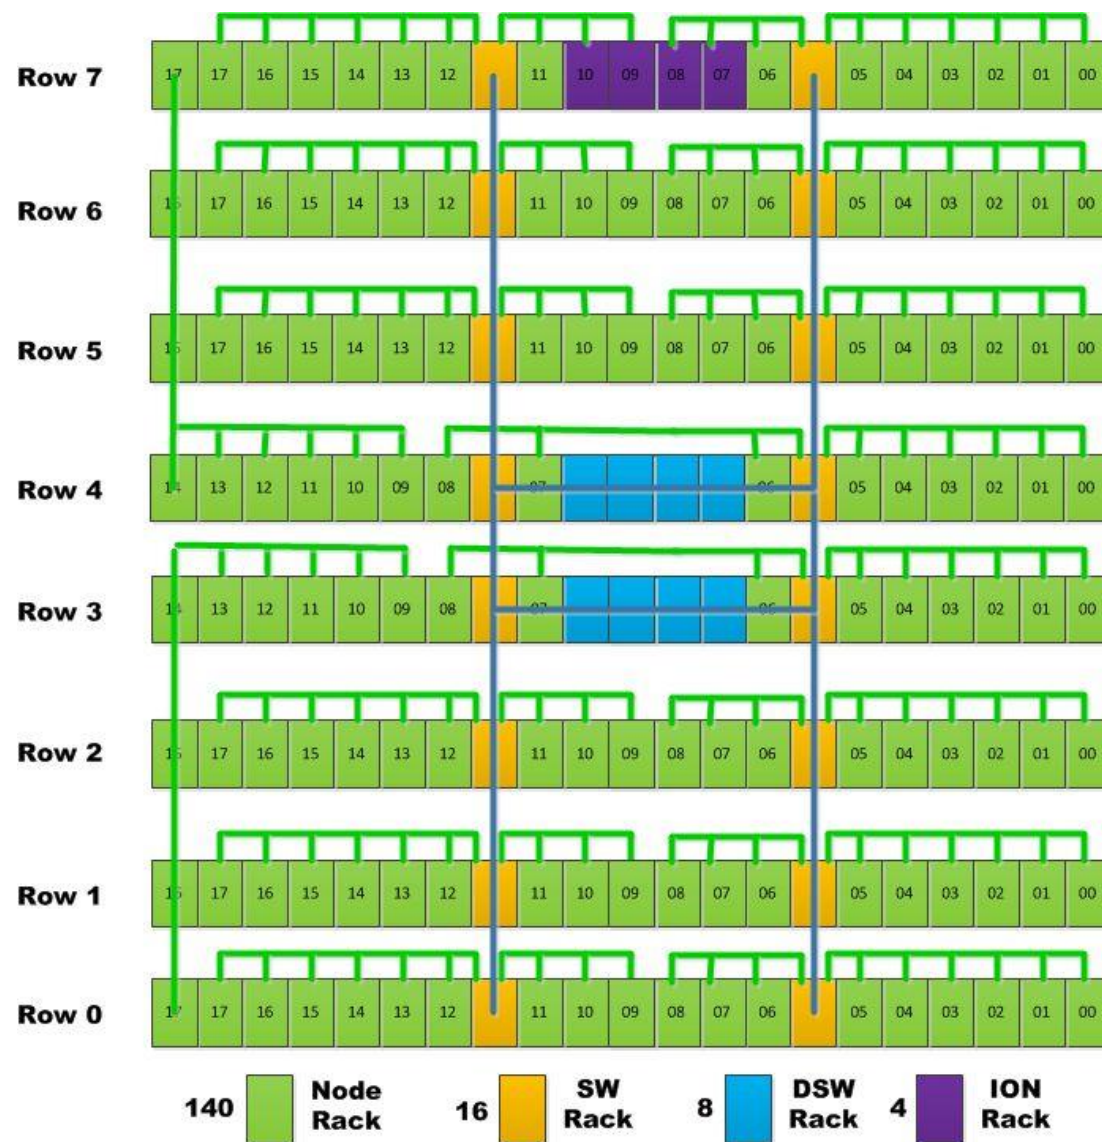 Row 7 17 17 16 15 14 13 12 11 10 09 08 07 06 05 04 03 02 01 00
Row 6 17 16 15 14 13 12 11 10 09 08 07 06 05 04 03 02 01 00
Row 5 17 16 15 14 13 12 11 10 09 08 07 06 05 04 03 02 01 00
Row 4 14 13 12 11 10 09 08 07 06 05 04 03 02 01 00
Row 3 14 13 12 11 10 09 08 07 06 05 04 03 02 01 00
Row 2 17 16 15 14 13 12 11 10 09 08 07 06 05 04 03 02 01 00
Row 1 17 16 15 14 13 12 11 10 09 08 07 06 05 04 03 02 01 00
Row 0 17 17 16 15 14 13 12 11 10 09 08 07 06 05 04 03 02 01 00
140 Node Rack
16 SW Rack
8 DSW Rack
4 ION Rack